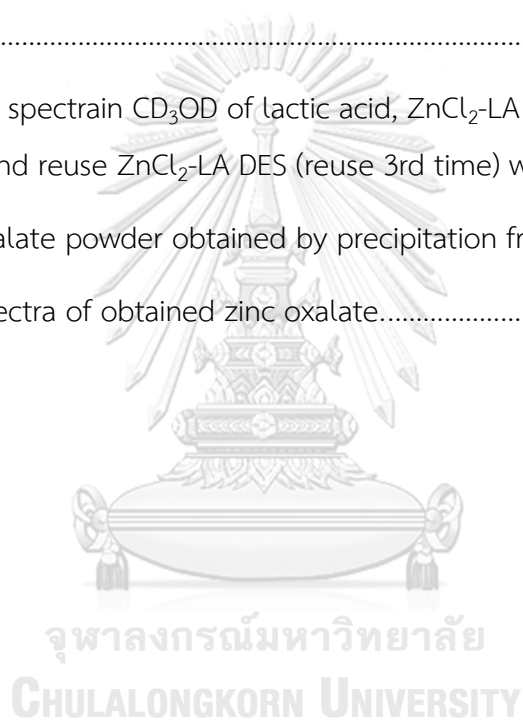 ................................................................................
spectrain CD₃OD of lactic acid, ZnCl₂-LA
nd reuse ZnCl₂-LA DES (reuse 3rd time) w
alate powder obtained by precipitation fr
ectra of obtained zinc oxalate.....................
จุฬาลงกรณ์มหาวิทยาลัย
CHULALONGKORN UNIVERSITY